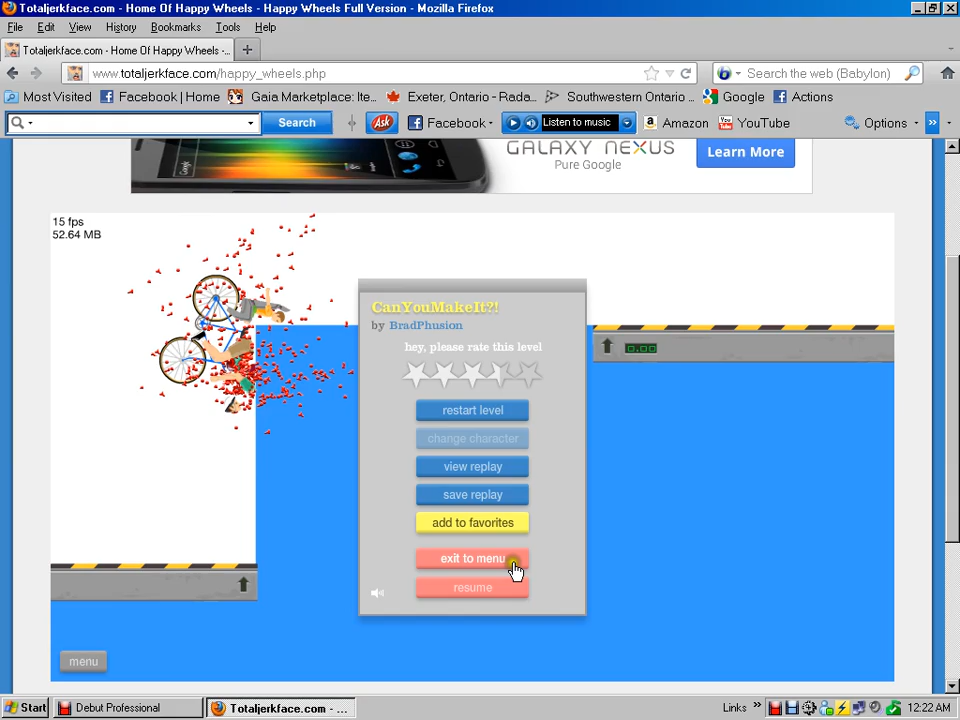 Totaljerkface.com - Home Of Happy Wheels - Happy Wheels Full Version - Mozilla Firefox
File Edit View History Bookmarks Tools Help
Totaljerkface.com - Home Of Happy Wheels -... +
www.totaljerkface.com/happy_wheels.php Search the web (Babylon)
Most Visited Facebook | Home Gaia Marketplace: Ite... Exeter, Ontario - Rada... Southwestern Ontario ... Google Actions
Search Ask Facebook Listen to music Amazon YouTube Options »
GALAXY NEXUS
Pure Google
Learn More
15 fps
52.64 MB
CanYouMakeIt?!
by BradPhusion
hey, please rate this level
0.00
restart level
change character
view replay
save replay
add to favorites
exit to menu
resume
menu
Start Debut Professional Totaljerkface.com - ... Links » 12:22 AM